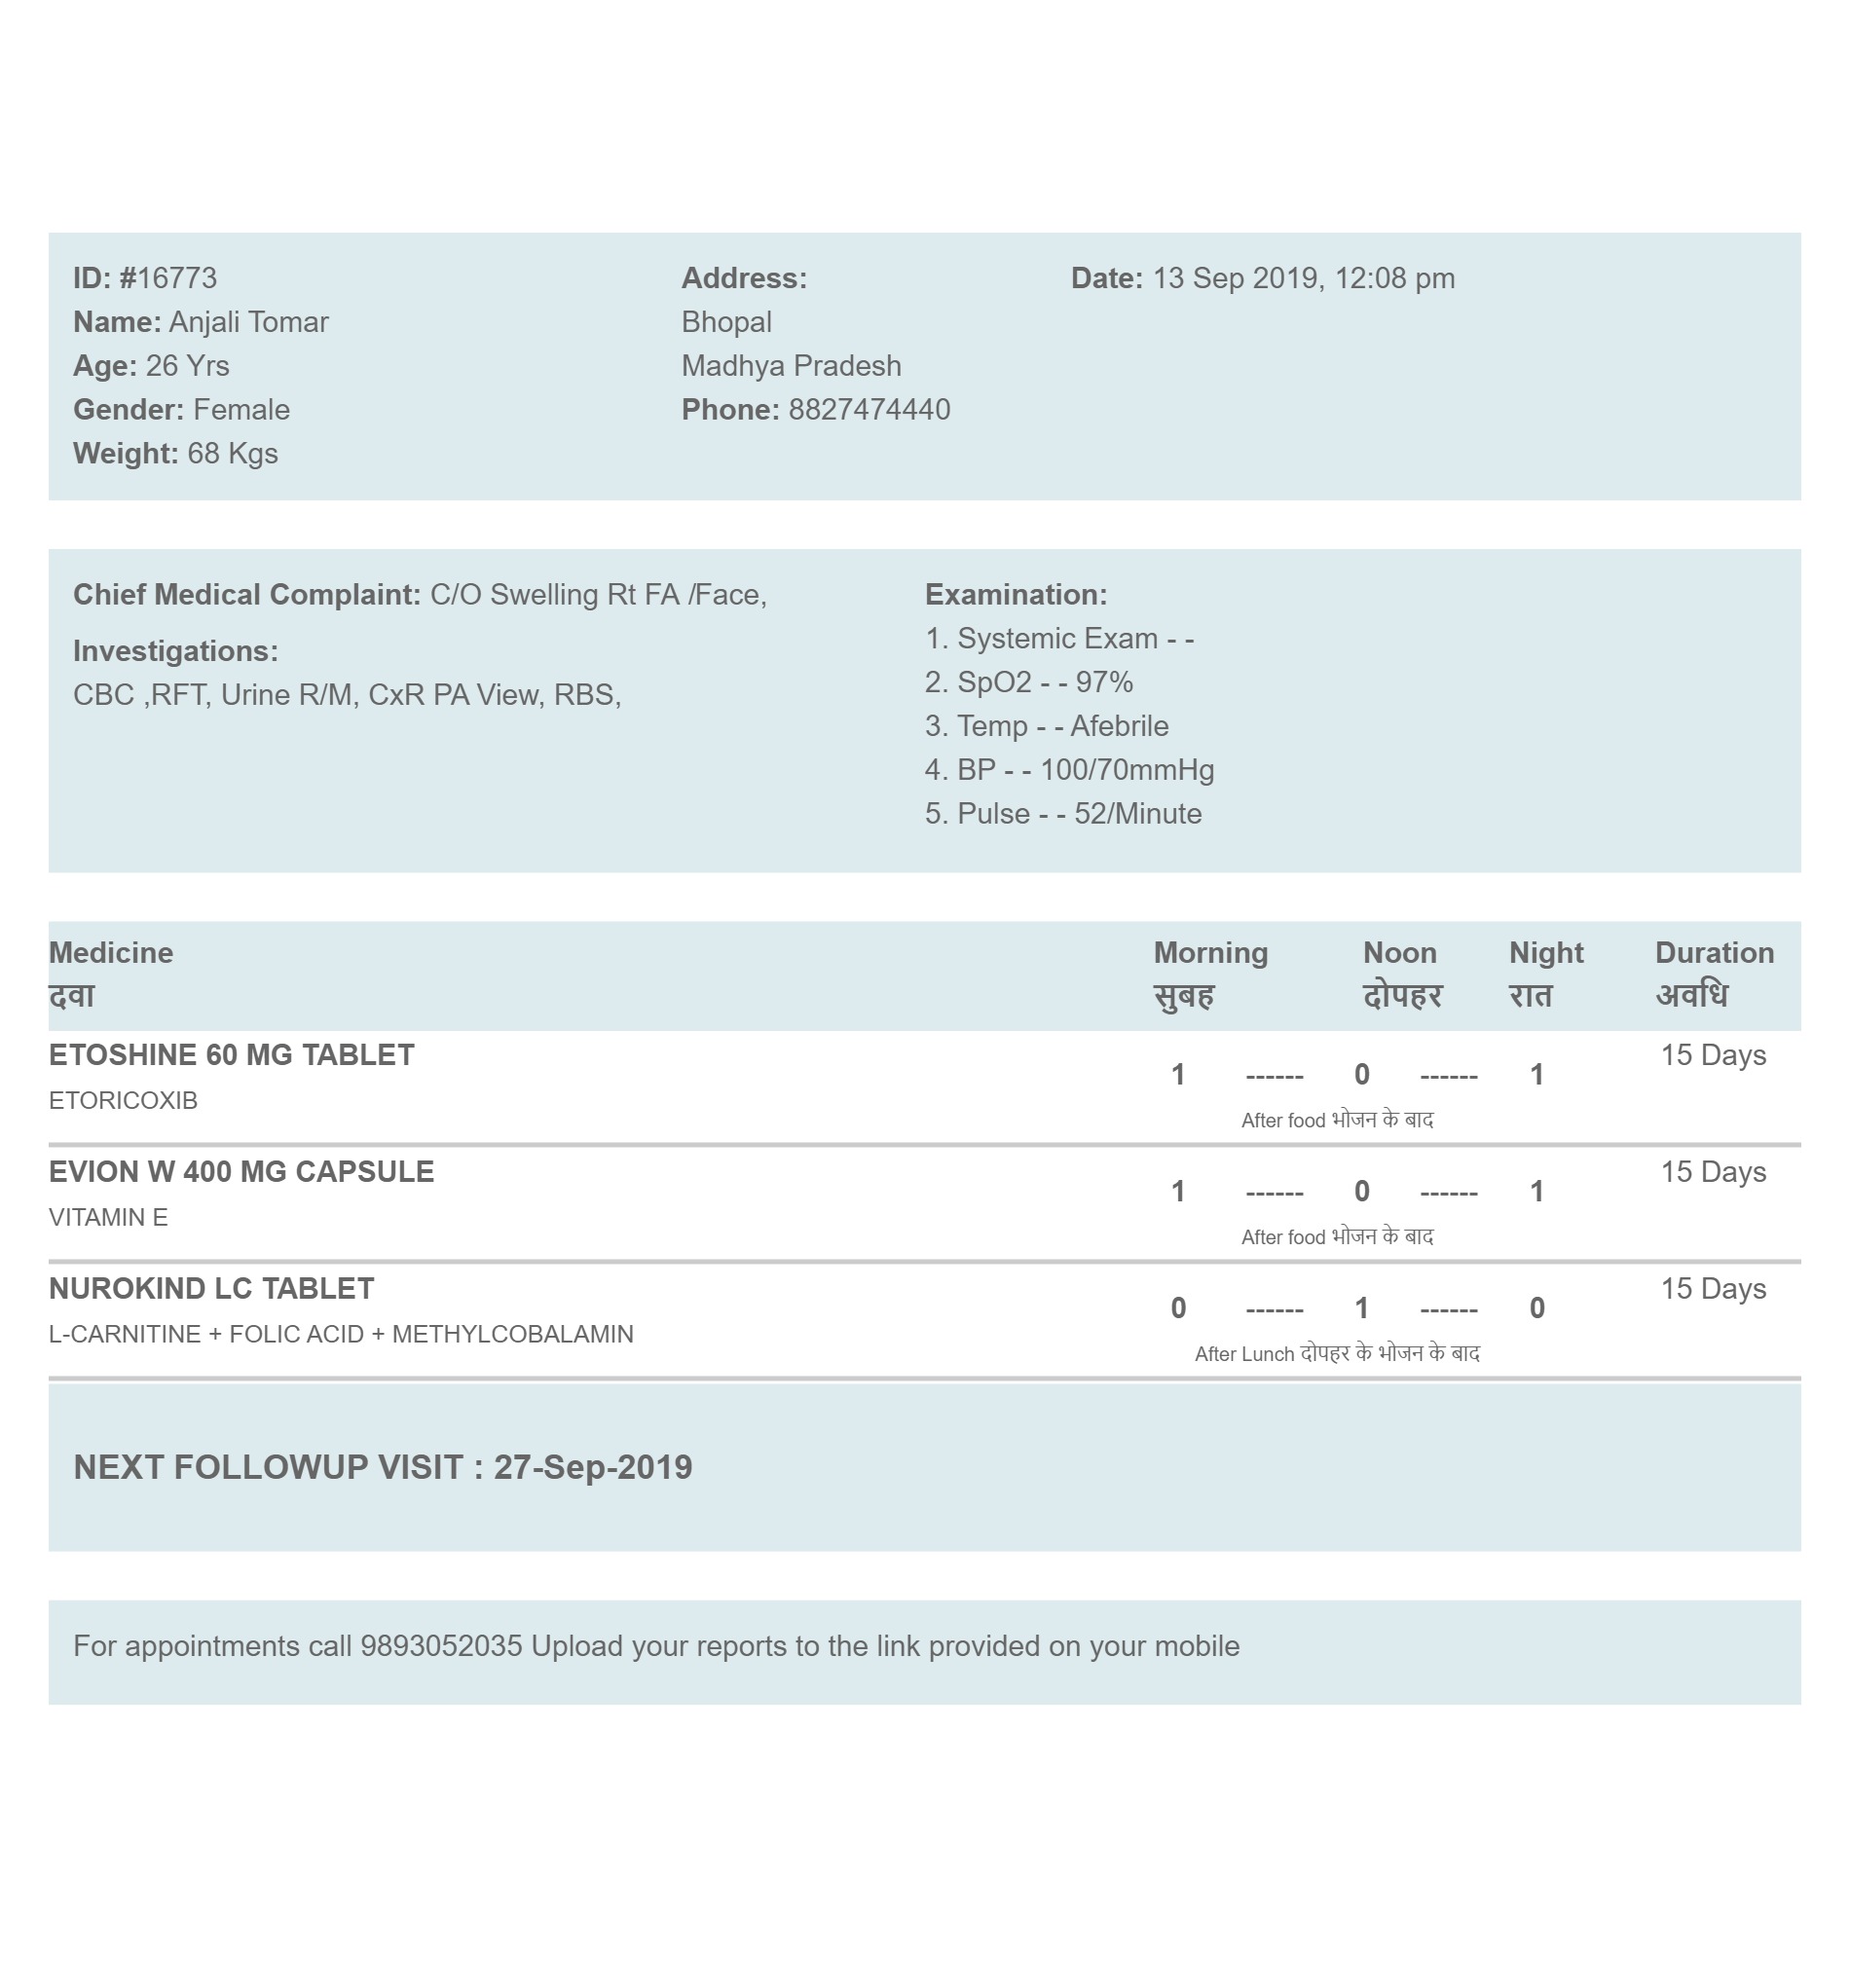 ID: #16773 Address: Date: 13 Sep 2019, 12:08 pm
Name: Anjali Tomar Bhopal
Age: 26 Yrs Madhya Pradesh
Gender: Female Phone: 8827474440
Weight: 68 Kgs
Chief Medical Complaint: C/O Swelling Rt FA /Face,
Investigations:
CBC ,RFT, Urine R/M, CxR PA View, RBS,
Examination:
1. Systemic Exam - -
2. SpO2 - - 97%
3. Temp - - Afebrile
4. BP - - 100/70mmHg
5. Pulse - - 52/Minute
Medicine Morning Noon Night Duration
दवा सुबह दोपहर रात अवधि
ETOSHINE 60 MG TABLET 15 Days
1 ------ 0 ------ 1
ETORICOXIB
After food भोजन के बाद
EVION W 400 MG CAPSULE 15 Days
1 ------ 0 ------ 1
VITAMIN E
After food भोजन के बाद
NUROKIND LC TABLET 15 Days
0 ------ 1 ------ 0
L-CARNITINE + FOLIC ACID + METHYLCOBALAMIN
After Lunch दोपहर के भोजन के बाद
NEXT FOLLOWUP VISIT : 27-Sep-2019
For appointments call 9893052035 Upload your reports to the link provided on your mobile